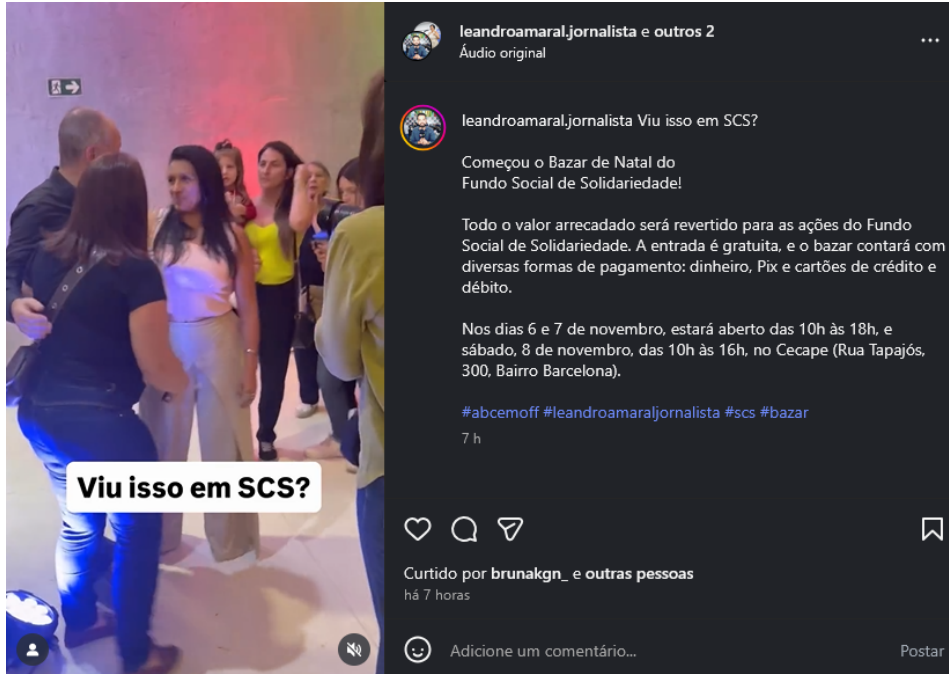 leandroamaral.jornalista e outros 2
Áudio original
leandroamaral.jornalista Viu isso em SCS?
Começou o Bazar de Natal do
Fundo Social de Solidariedade!
Todo o valor arrecadado será revertido para as ações do Fundo
Social de Solidariedade. A entrada é gratuita, e o bazar contará com
diversas formas de pagamento: dinheiro, Pix e cartões de crédito e
débito.
Nos dias 6 e 7 de novembro, estará aberto das 10h às 18h, e
sábado, 8 de novembro, das 10h às 16h, no Cecape (Rua Tapajós,
300, Bairro Barcelona).
#abcemoff #leandroamaraljornalista #scs #bazar
7 h
Viu isso em SCS?
Curtido por brunakgn_ e outras pessoas
há 7 horas
Adicione um comentário...
Postar